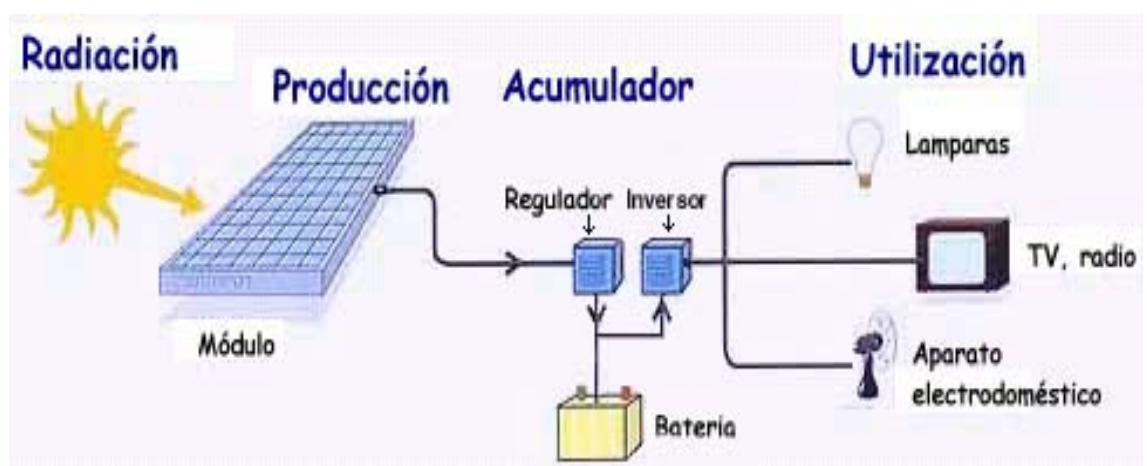 Radiación
Producción
Acumulador
Utilización
Lamparas
Regulador
Inversor
TV, radio
Módulo
Aparato
electrodoméstico
Bateria